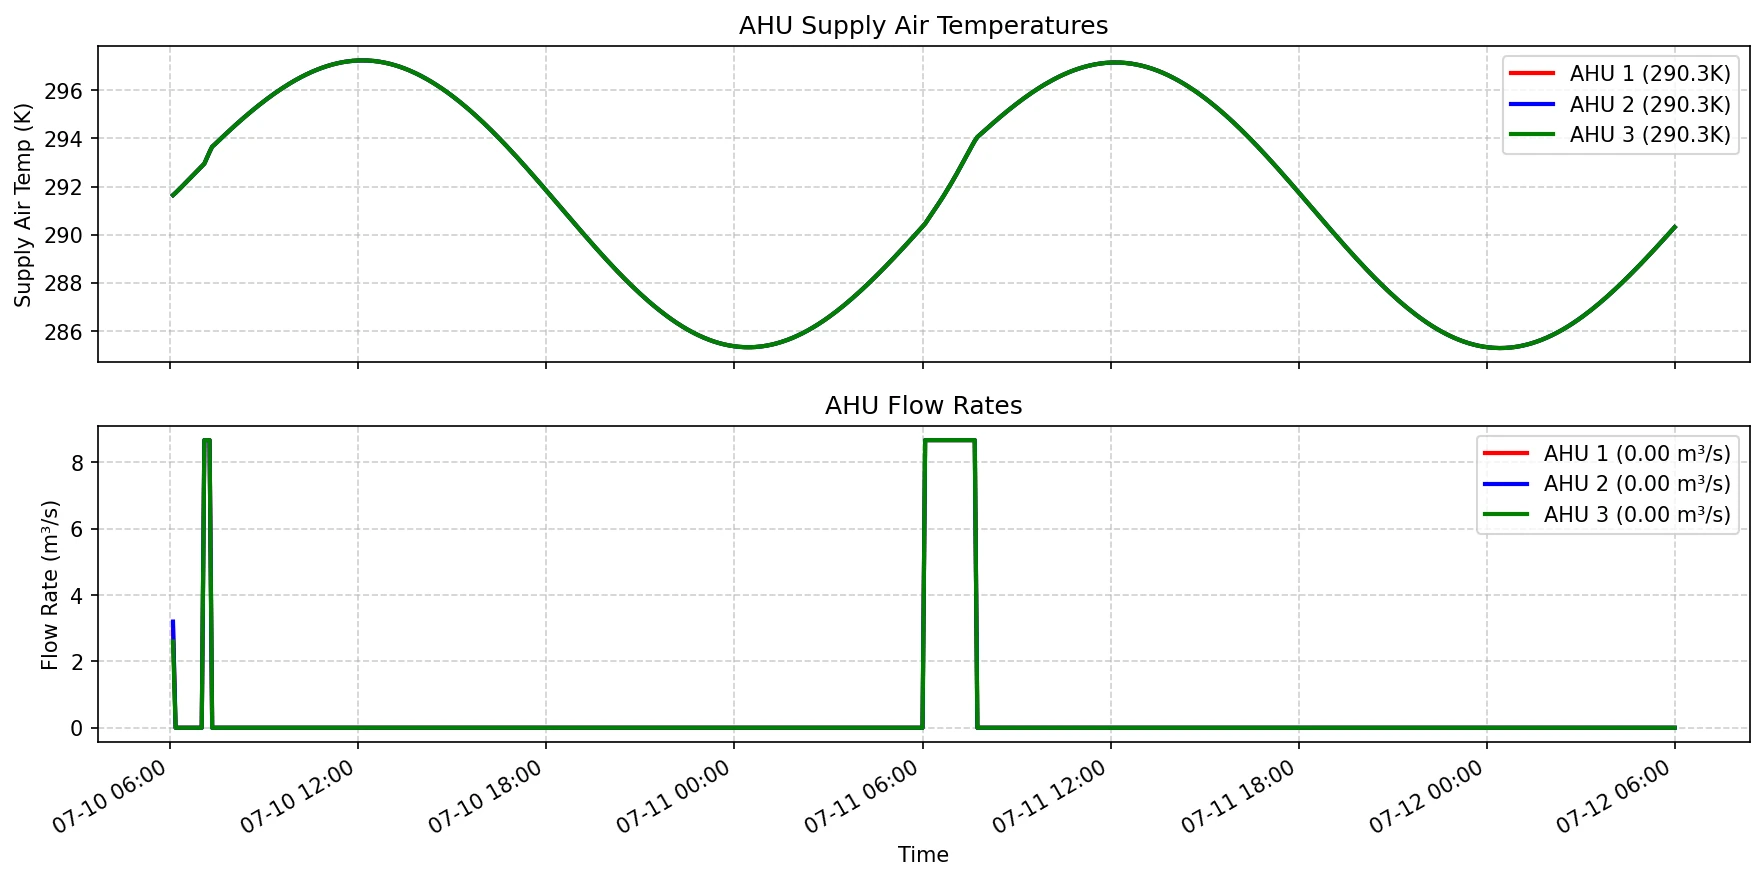 AHU Supply Air Temperatures
Supply Air Temp (K)
296
294
292
290
288
286
AHU 1 (290.3K)
AHU 2 (290.3K)
AHU 3 (290.3K)
AHU Flow Rates
Flow Rate (m³/s)
8
6
4
2
0
AHU 1 (0.00 m³/s)
AHU 2 (0.00 m³/s)
AHU 3 (0.00 m³/s)
07-10 06:00
07-10 12:00
07-10 18:00
07-11 00:00
07-11 06:00
07-11 12:00
07-11 18:00
07-12 00:00
07-12 06:00
Time